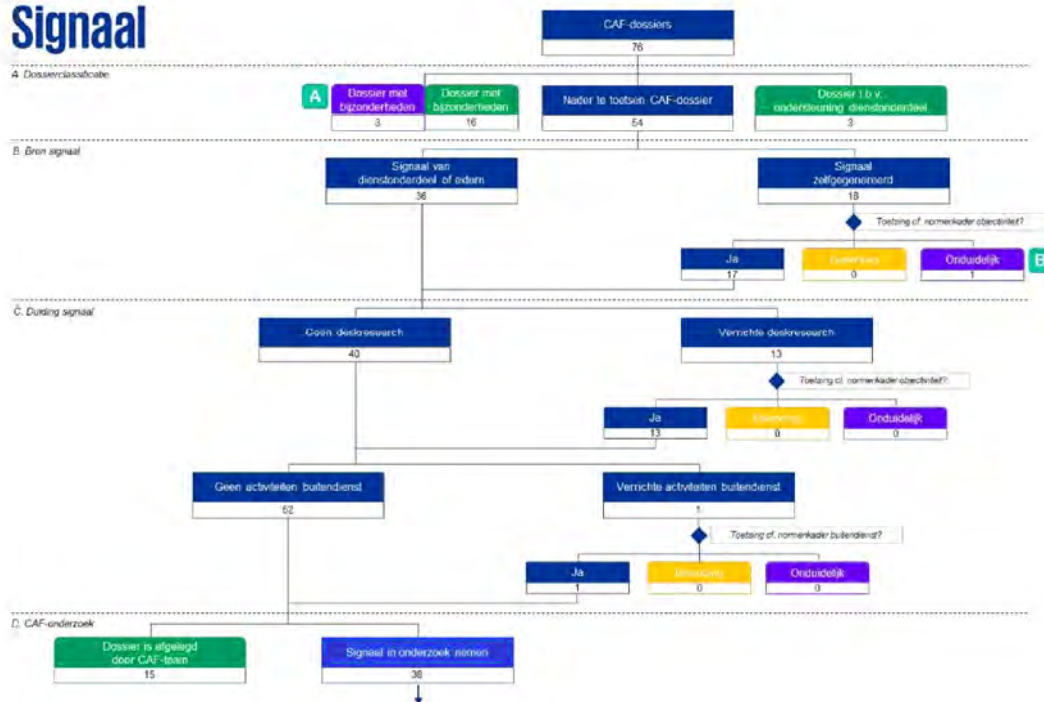 Signaal
CAF-dossiers
76
A. Dossierclassificatie
A
Dossier met
bijzonderheden
3
Dossier met
bijzonderheden
16
Nader te toetsen CAF-dossier
54
Dossier t.b.v.
ondersteuning dienstonderdeel
3
B. Bron signaal
Signaal van
dienstonderdeel of extern
36
Signaal
zelfgegenereerd
18
Toetsing cf. normenkader objectiviteit?
Ja
17
0
Onduidelijk
1
B
C. Duiding signaal
Geen deskresearch
40
Verrichte deskresearch
13
Toetsing cf. normenkader objectiviteit?
Ja
13
0
Onduidelijk
0
Geen activiteiten buitendienst
52
Verrichte activiteiten buitendienst
1
Toetsing cf. normenkader buitendienst?
Ja
1
0
Onduidelijk
0
D. CAF-onderzoek
Dossier is afgelegd
door CAF-team
15
Signaal in onderzoek nemen
38